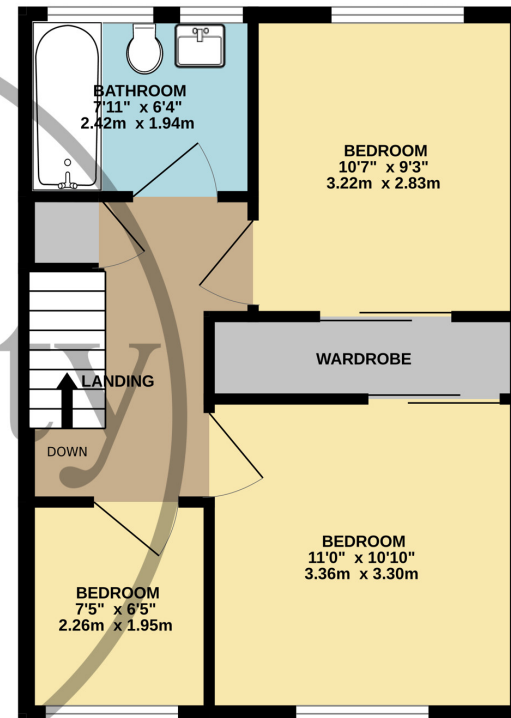 BATHROOM
7'11" x 6'4"
2.42m x 1.94m
BEDROOM
10'7" x 9'3"
3.22m x 2.83m
WARDROBE
LANDING
DOWN
BEDROOM
11'0" x 10'10"
3.36m x 3.30m
BEDROOM
7'5" x 6'5"
2.26m x 1.95m
ty